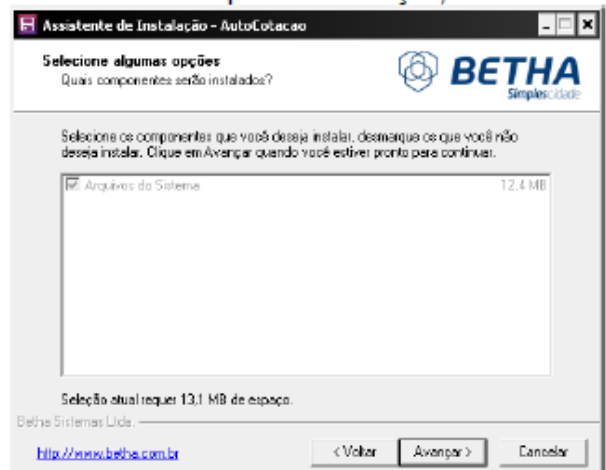 Assistente de Instalação - AutoCotacao
Selecione algumas opções
Quais componentes serão instalados?
BETHA
Simplescidade
Selecione os componentes que você deseja instalar, desmarque os que você não
deseja instalar. Clique em Avançar quando você estiver pronto para continuar.
Arquivos do Sistema 12,4 MB
Seleção atual requer 13,1 MB de espaço.
Betha Sistemas Ltda.
http://www.betha.com.br
< Voltar Avançar > Cancelar